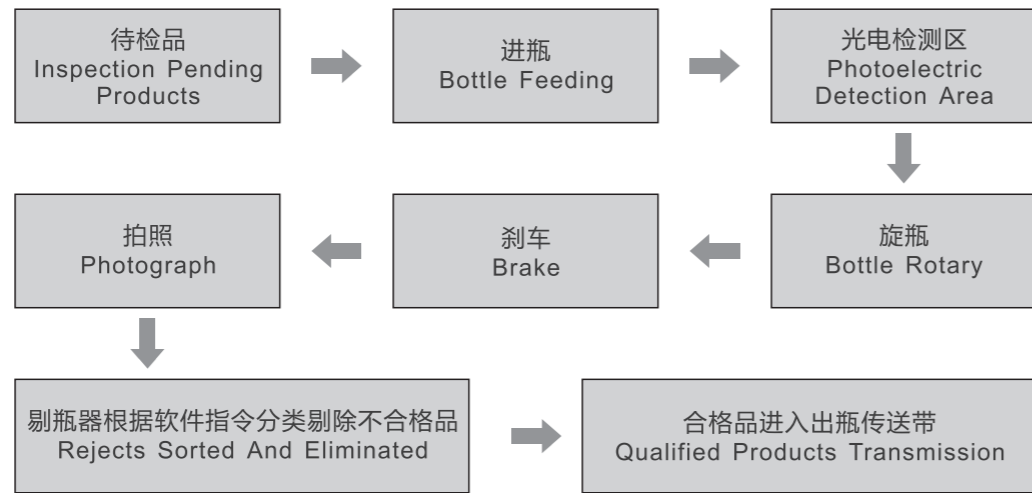 待检品
Inspection Pending
Products
进瓶
Bottle Feeding
光电检测区
Photoelectric
Detection Area
旋瓶
Bottle Rotary
刹车
Brake
拍照
Photograph
剔瓶器根据软件指令分类剔除不合格品
Rejects Sorted And Eliminated
合格品进入出瓶传送带
Qualified Products Transmission